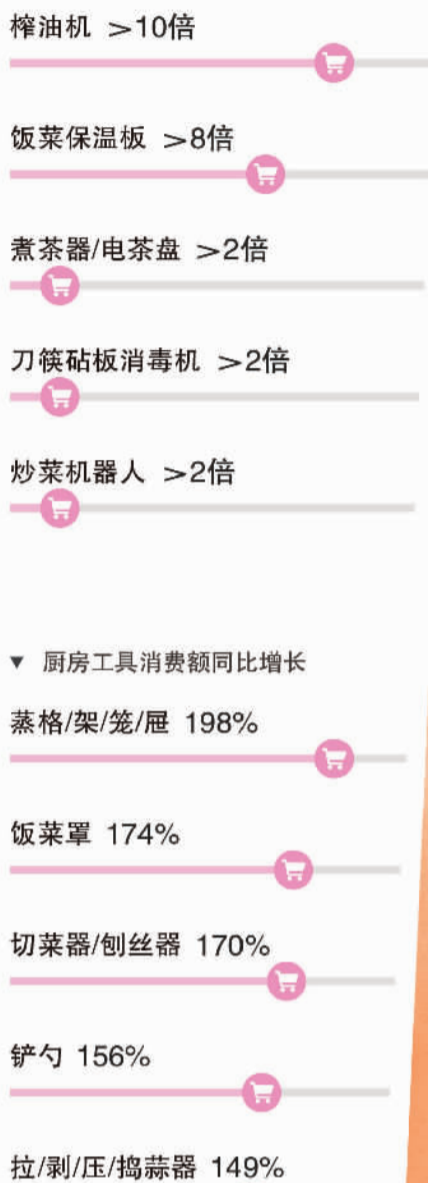 榨油机 >10倍
饭菜保温板 >8倍
煮茶器/电茶盘 >2倍
刀筷砧板消毒机 >2倍
炒菜机器人 >2倍
▼ 厨房工具消费额同比增长
蒸格/架/笼/屉 198%
饭菜罩 174%
切菜器/刨丝器 170%
铲勺 156%
拉/剥/压/捣蒜器 149%